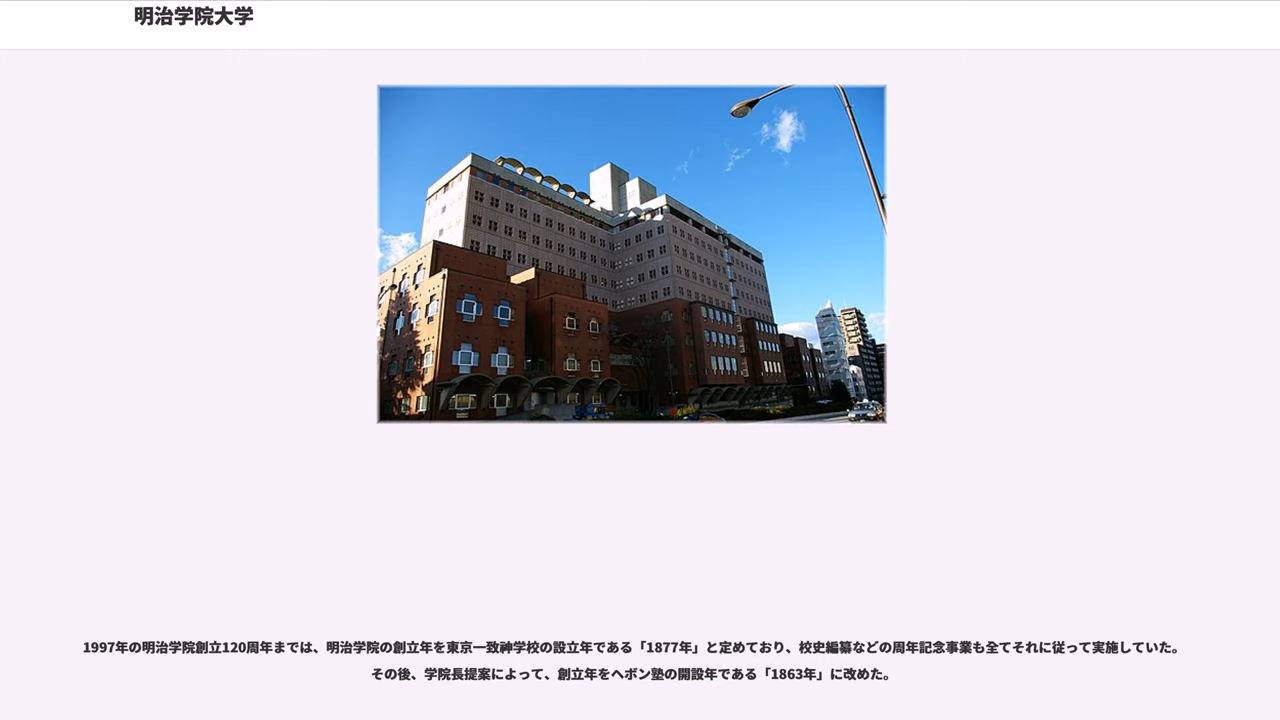 明治学院大学
1997年の明治学院創立120周年までは、明治学院の創立年を東京一致神学校の設立年である「1877年」と定めており、校史編纂などの周年記念事業も全てそれに従って実施していた。
その後、学院長提案によって、創立年をヘボン塾の開設年である「1863年」に改めた。